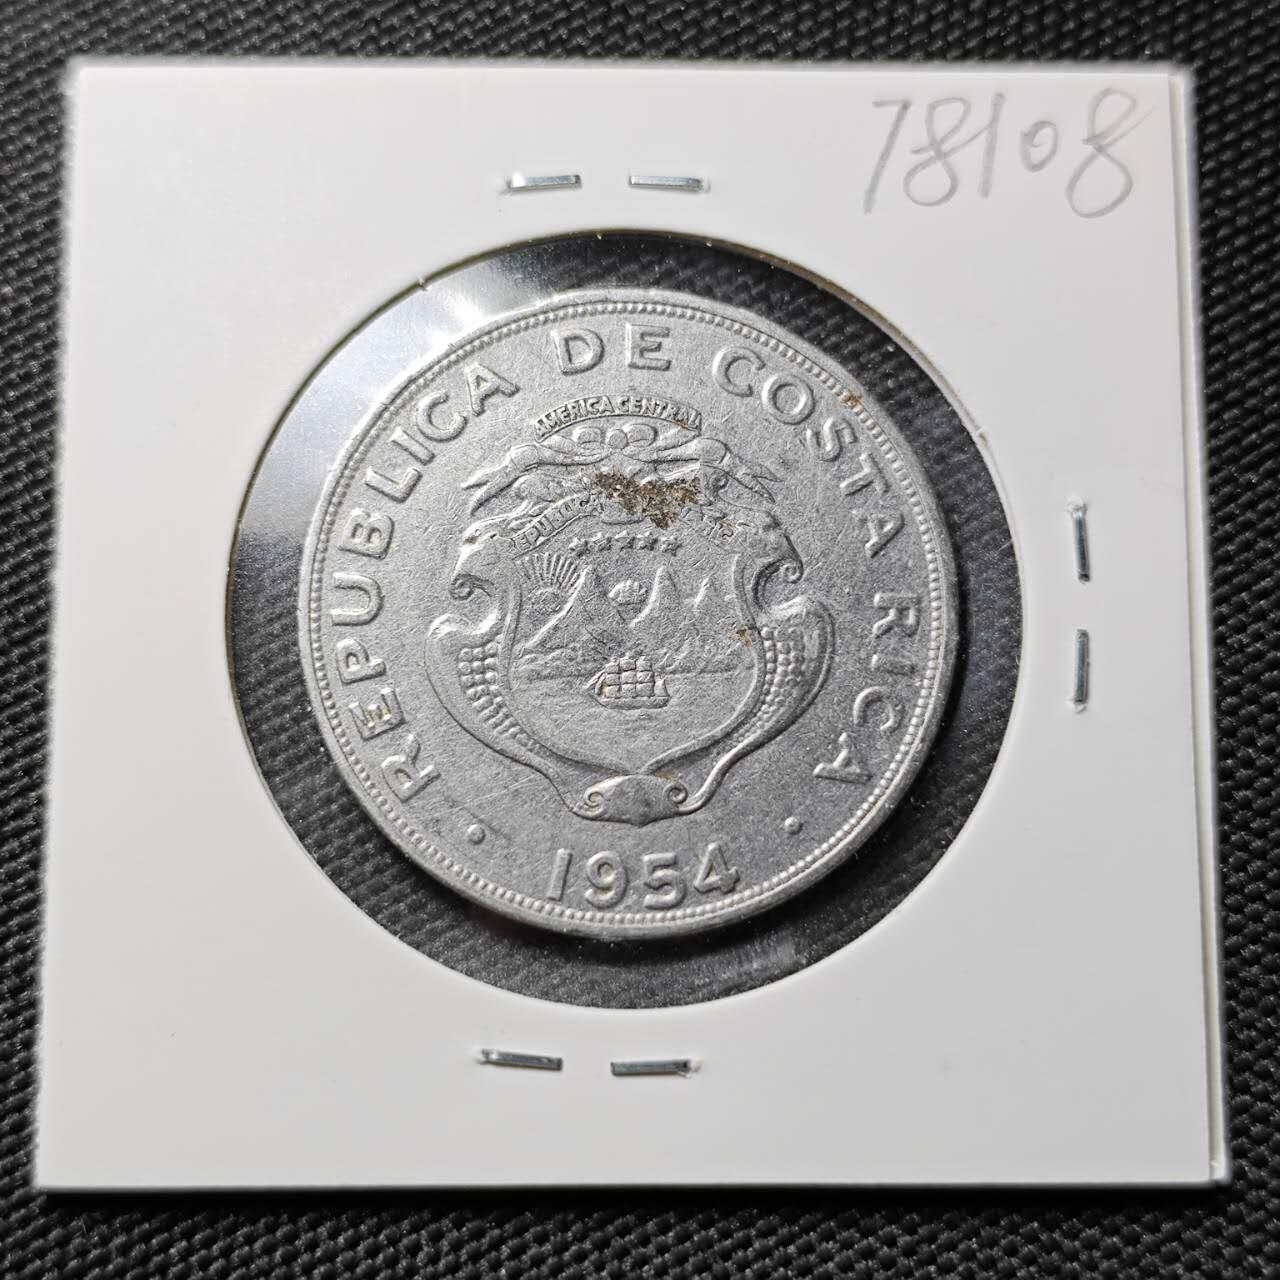 78108
REPUBLICA DE COSTA RICA
AMERICA CENTRAL
1954